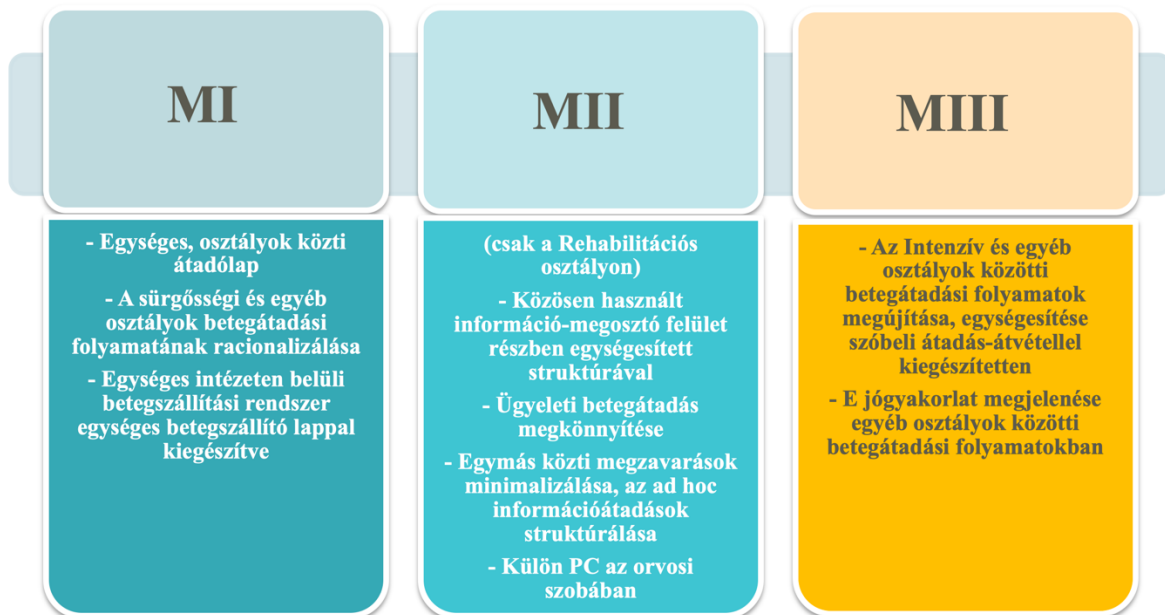 MI
- Egységes, osztályok közti
átadólap
- A sürgősségi és egyéb
osztályok betegátadási
folyamatának racionalizálása
- Egységes intézeten belüli
betegszállítási rendszer
egységes betegszállító lappal
kiegészítve
MII
(csak a Rehabilitációs
osztályon)
- Közösen használt
információ-megosztó felület
részben egységesített
struktúrával
- Ügyeleti betegátadás
megkönnyítése
- Egymás közti megzavarások
minimalizálása, az ad hoc
információátadások
struktúrálása
- Külön PC az orvosi
szobában
MIII
- Az Intenzív és egyéb
osztályok közötti
betegátadási folyamatok
megújítása, egységesítése
szóbeli átadás-átvétellel
kiegészítetten
- E jógyakorlat megjelenése
egyéb osztályok közötti
betegátadási folyamatokban